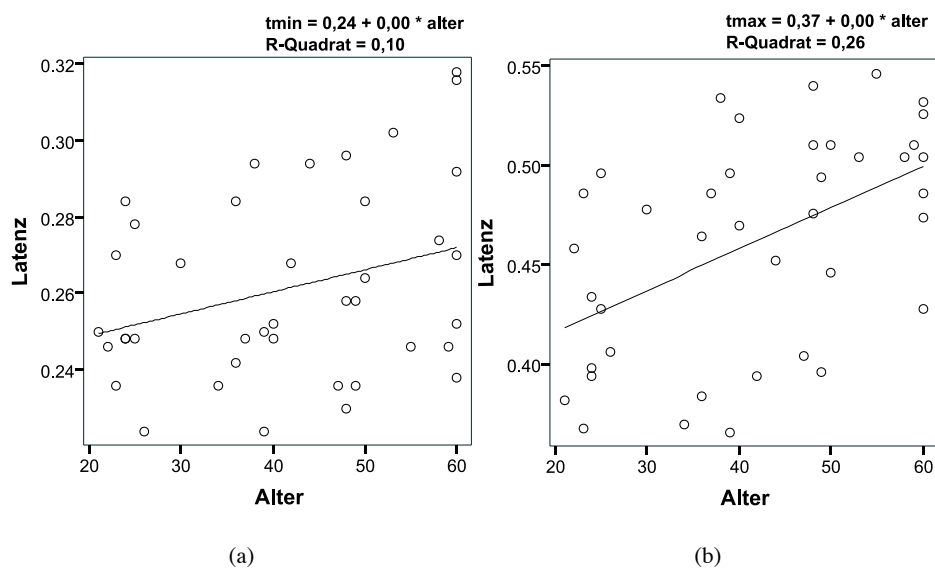 tmin = 0,24 + 0,00 * alter
R-Quadrat = 0,10
0.32
0.30
0.28
0.26
0.24
Latenz
20 30 40 50 60
Alter
(a)
tmax = 0,37 + 0,00 * alter
R-Quadrat = 0,26
0.55
0.50
0.45
0.40
Latenz
20 30 40 50 60
Alter
(b)